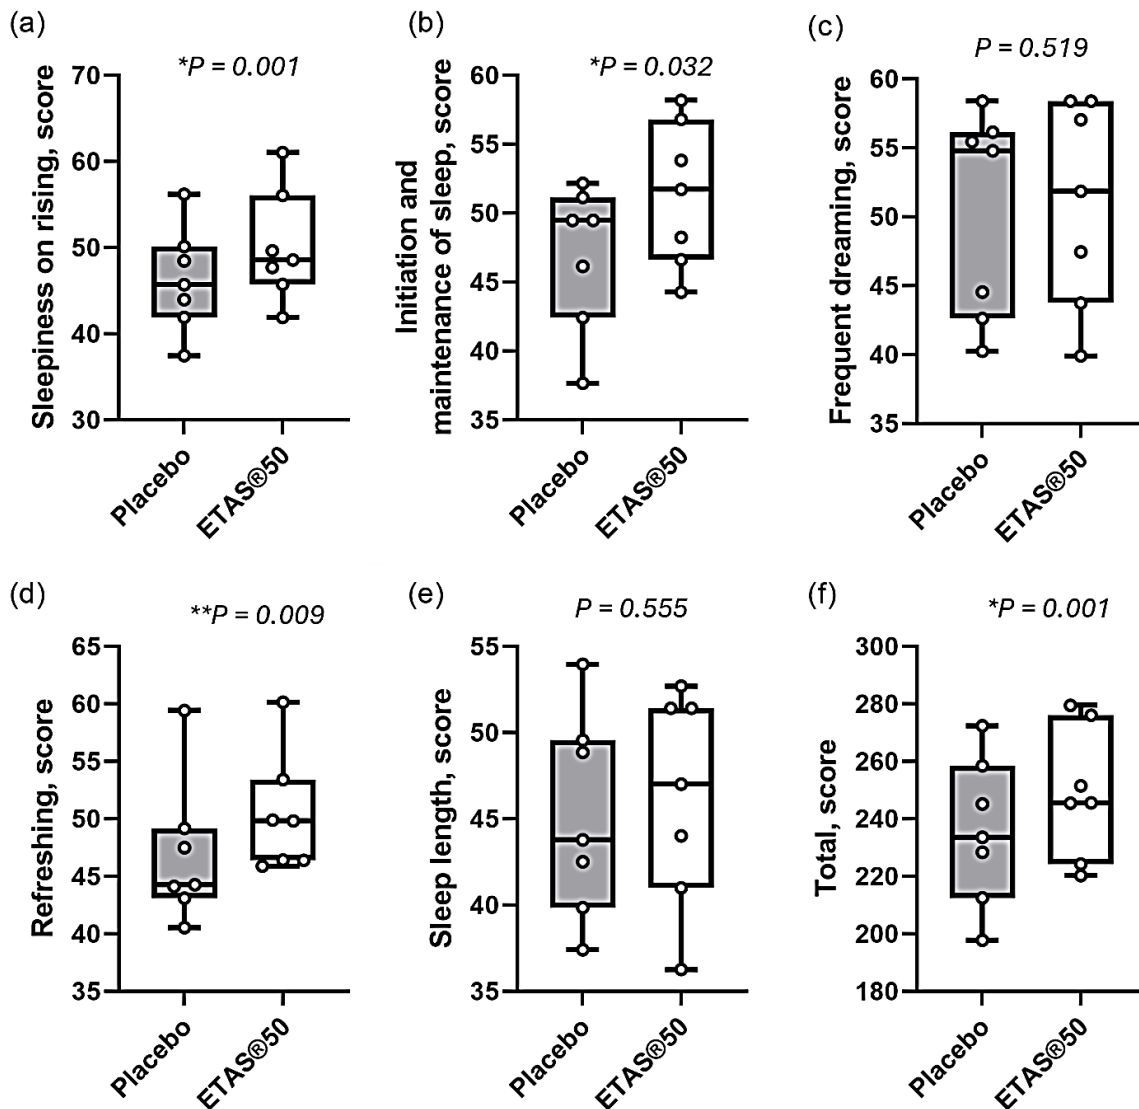 (a)
*P = 0.001
Sleepiness on rising, score
70
60
50
40
30
Placebo
ETAS®50
(b)
*P = 0.032
Initiation and
maintenance of sleep, score
60
55
50
45
40
35
Placebo
ETAS®50
(c)
P = 0.519
Frequent dreaming, score
60
55
50
45
40
35
Placebo
ETAS®50
(d)
**P = 0.009
Refreshing, score
65
60
55
50
45
40
35
Placebo
ETAS®50
(e)
P = 0.555
Sleep length, score
55
50
45
40
35
Placebo
ETAS®50
(f)
*P = 0.001
Total, score
300
280
260
240
220
200
180
Placebo
ETAS®50